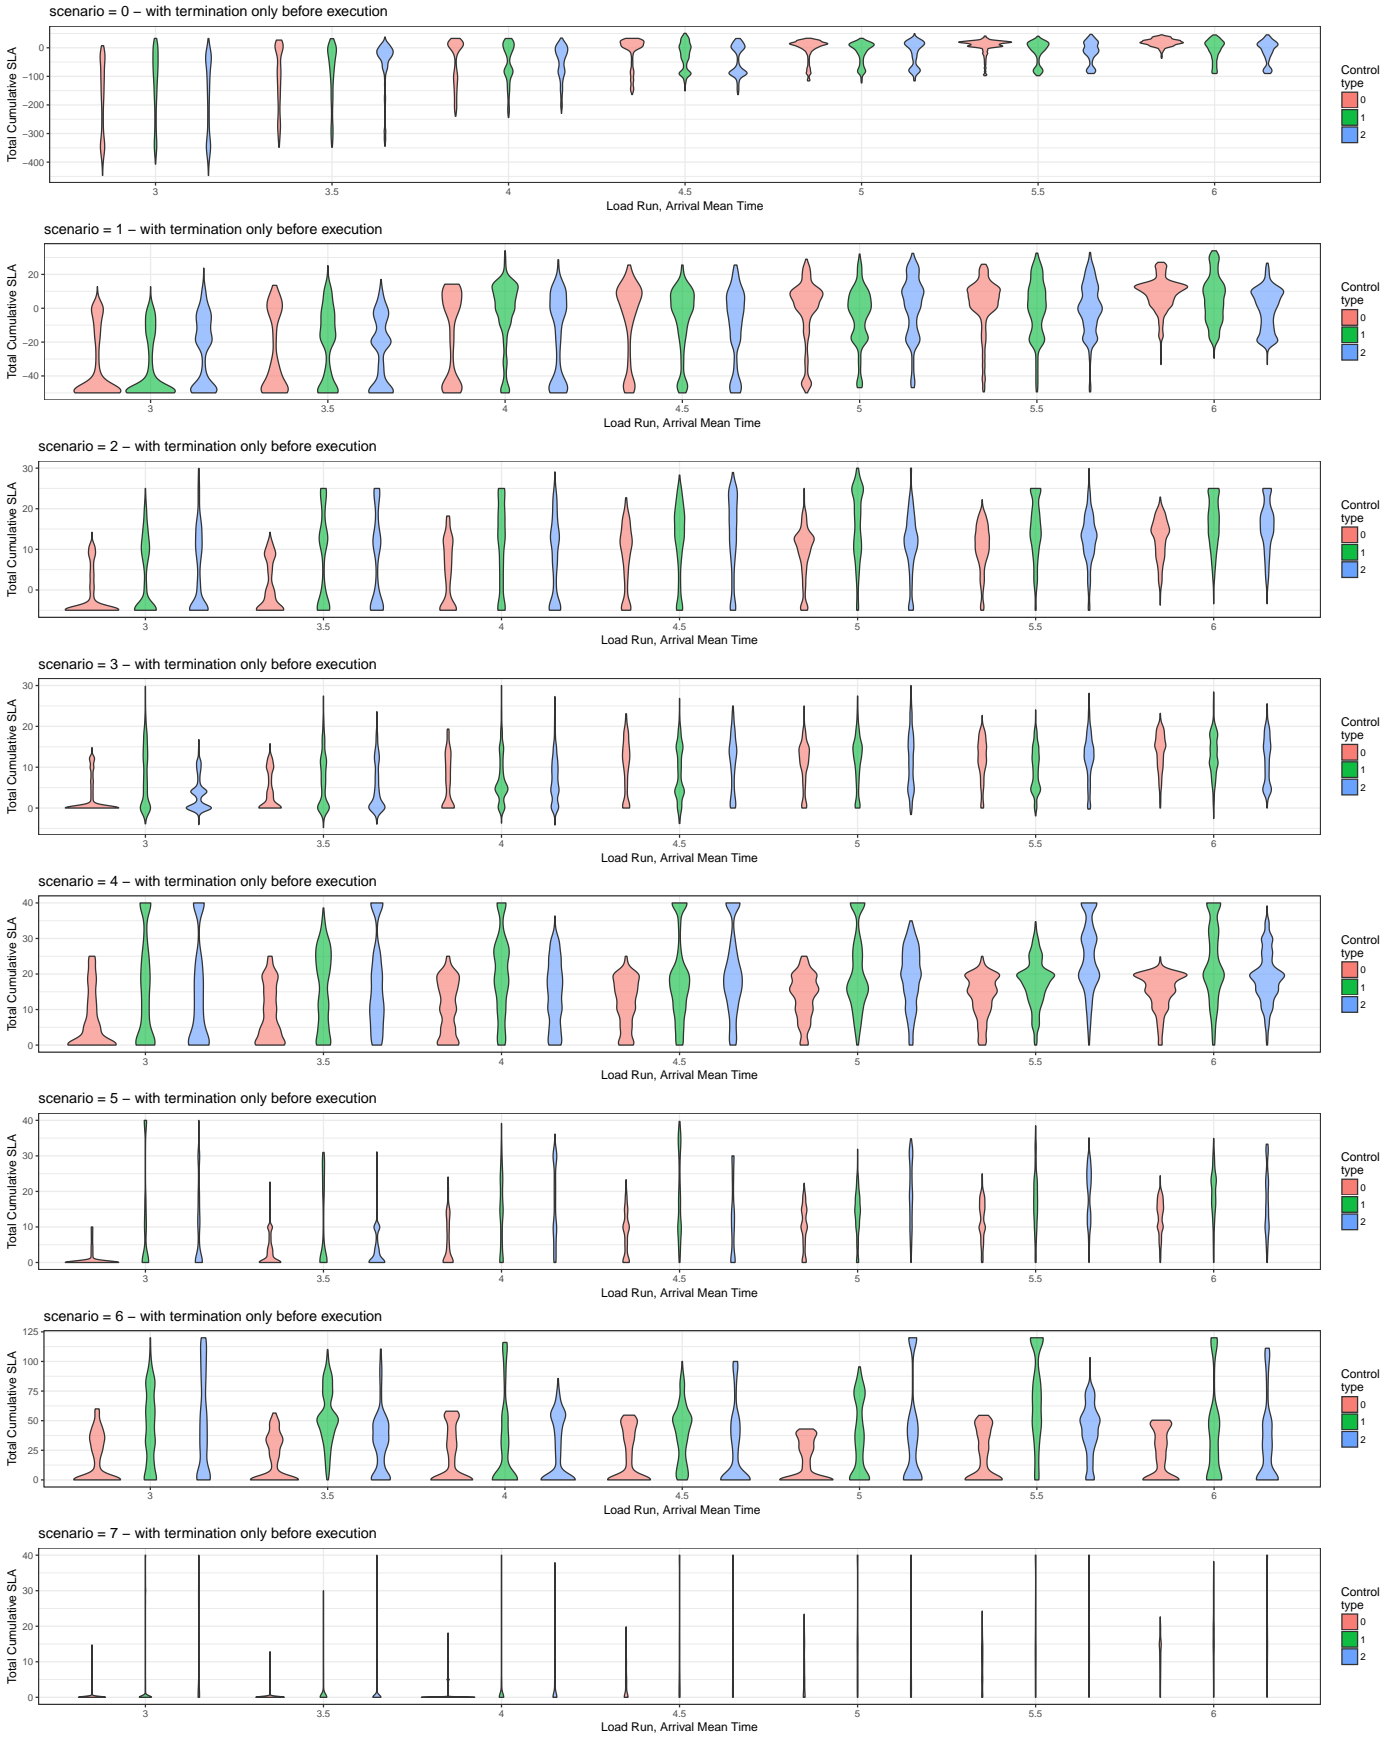 scenario = 0 – with termination only before execution
Total Cumulative SLA
0
−100
−200
−300
−400
3 3.5 4 4.5 5 5.5 6
Load Run, Arrival Mean Time
Control
type
0
1
2
scenario = 1 – with termination only before execution
Total Cumulative SLA
20
0
−20
−40
3 3.5 4 4.5 5 5.5 6
Load Run, Arrival Mean Time
Control
type
0
1
2
scenario = 2 – with termination only before execution
Total Cumulative SLA
30
20
10
0
3 3.5 4 4.5 5 5.5 6
Load Run, Arrival Mean Time
Control
type
0
1
2
scenario = 3 – with termination only before execution
Total Cumulative SLA
30
20
10
0
3 3.5 4 4.5 5 5.5 6
Load Run, Arrival Mean Time
Control
type
0
1
2
scenario = 4 – with termination only before execution
Total Cumulative SLA
40
30
20
10
0
3 3.5 4 4.5 5 5.5 6
Load Run, Arrival Mean Time
Control
type
0
1
2
scenario = 5 – with termination only before execution
Total Cumulative SLA
40
30
20
10
0
3 3.5 4 4.5 5 5.5 6
Load Run, Arrival Mean Time
Control
type
0
1
2
scenario = 6 – with termination only before execution
Total Cumulative SLA
125
100
75
50
25
0
3 3.5 4 4.5 5 5.5 6
Load Run, Arrival Mean Time
Control
type
0
1
2
scenario = 7 – with termination only before execution
Total Cumulative SLA
40
30
20
10
0
3 3.5 4 4.5 5 5.5 6
Load Run, Arrival Mean Time
Control
type
0
1
2